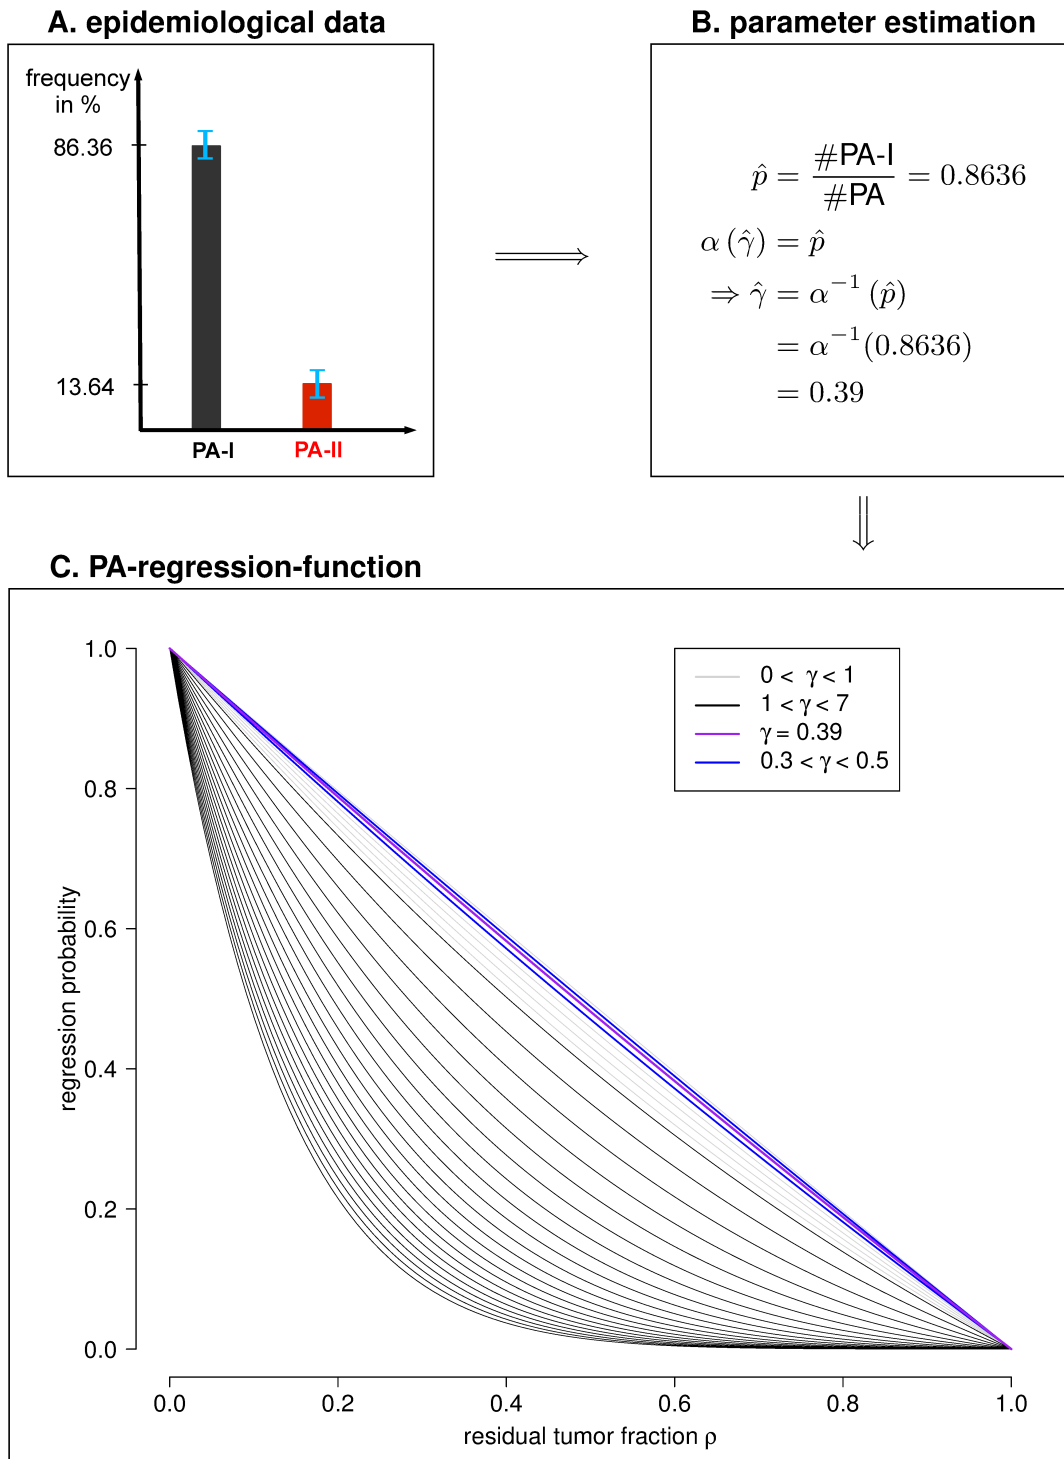 A. epidemiological data
frequency
in %
86.36
13.64
PA-I
PA-II
B. parameter estimation
p̂ = #PA-I / #PA = 0.8636
α (γ̂) = p̂
⇒ γ̂ = α⁻¹ (p̂)
= α⁻¹(0.8636)
= 0.39
C. PA-regression-function
1.0
0.8
0.6
0.4
0.2
0.0
regression probability
0 < γ < 1
1 < γ < 7
γ = 0.39
0.3 < γ < 0.5
0.0 0.2 0.4 0.6 0.8 1.0
residual tumor fraction ρ